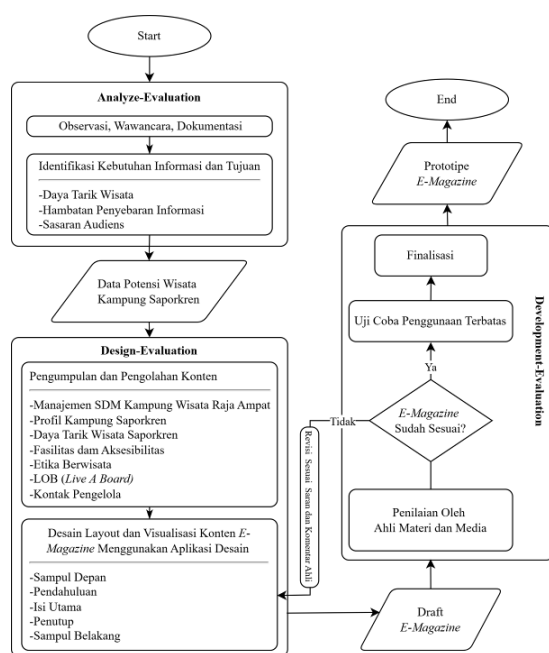 Start
Analyze-Evaluation
Observasi, Wawancara, Dokumentasi
Identifikasi Kebutuhan Informasi dan Tujuan
-Daya Tarik Wisata
-Hambatan Penyebaran Informasi
-Sasaran Audiens
Data Potensi Wisata
Kampung Saporkren
Design-Evaluation
Pengumpulan dan Pengolahan Konten
-Manajemen SDM Kampung Wisata Raja Ampat
-Profil Kampung Saporkren
-Daya Tarik Wisata Saporkren
-Fasilitas dam Aksesibilitas
-Etika Berwisata
-LOB (Live A Board)
-Kontak Pengelola
Desain Layout dan Visualisasi Konten E-
Magazine Menggunakan Aplikasi Desain
-Sampul Depan
-Pendahuluan
-Isi Utama
-Penutup
-Sampul Belakang
Draft
E-Magazine
Development-Evaluation
Penilaian Oleh
Ahli Materi dan Media
E-Magazine
Sudah Sesuai?
Tidak
Revisi Sesuai Saran dan Komentar Ahli
Ya
Uji Coba Penggunaan Terbatas
Finalisasi
Prototipe
E-Magazine
End